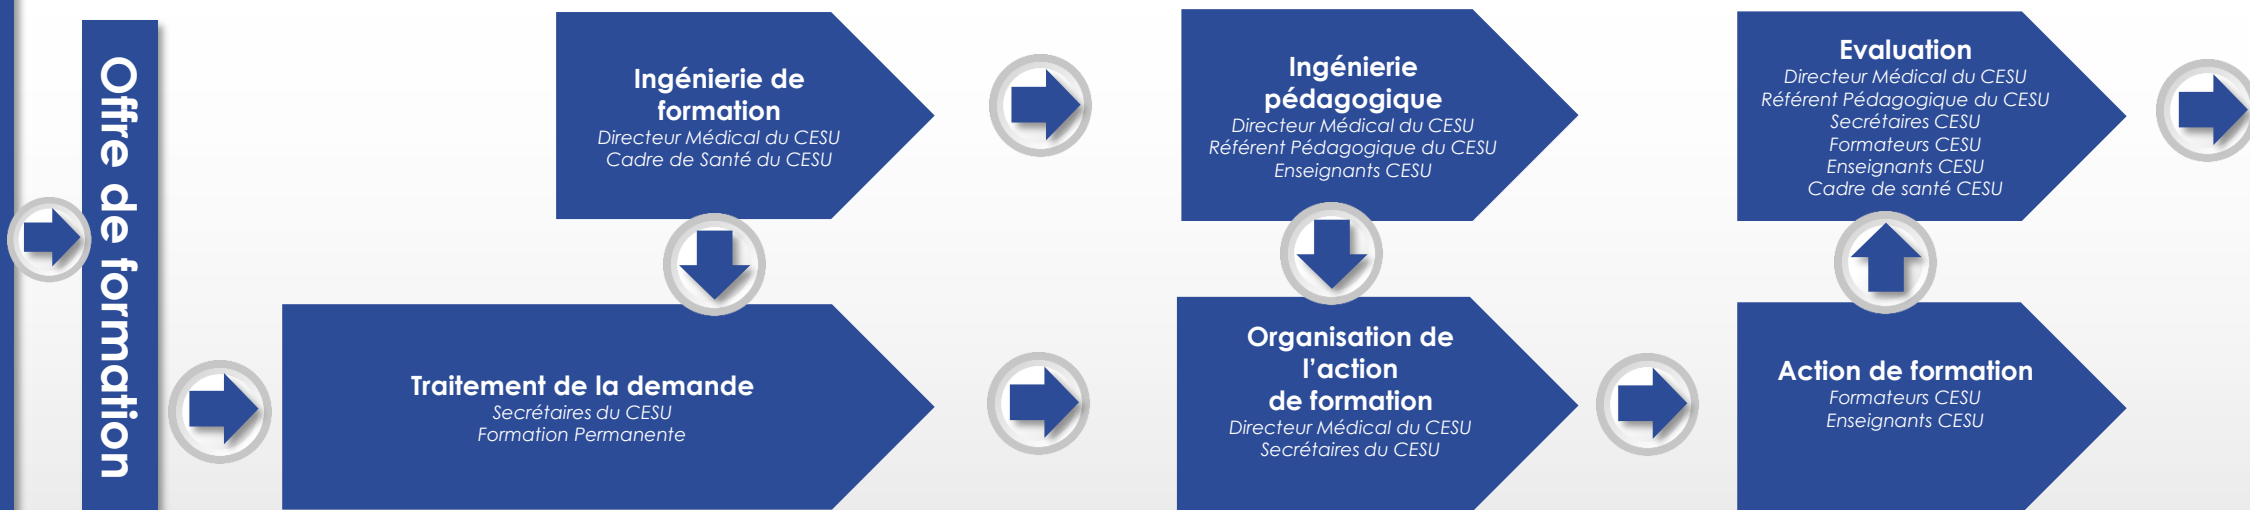 Offre de formation
Ingénierie de
formation
Directeur Médical du CESU
Cadre de Santé du CESU
Ingénierie
pédagogique
Directeur Médical du CESU
Référent Pédagogique du CESU
Enseignants CESU
Evaluation
Directeur Médical du CESU
Référent Pédagogique du CESU
Secrétaires CESU
Formateurs CESU
Enseignants CESU
Cadre de santé CESU
Traitement de la demande
Secrétaires du CESU
Formation Permanente
Organisation de
l’action
de formation
Directeur Médical du CESU
Secrétaires du CESU
Action de formation
Formateurs CESU
Enseignants CESU